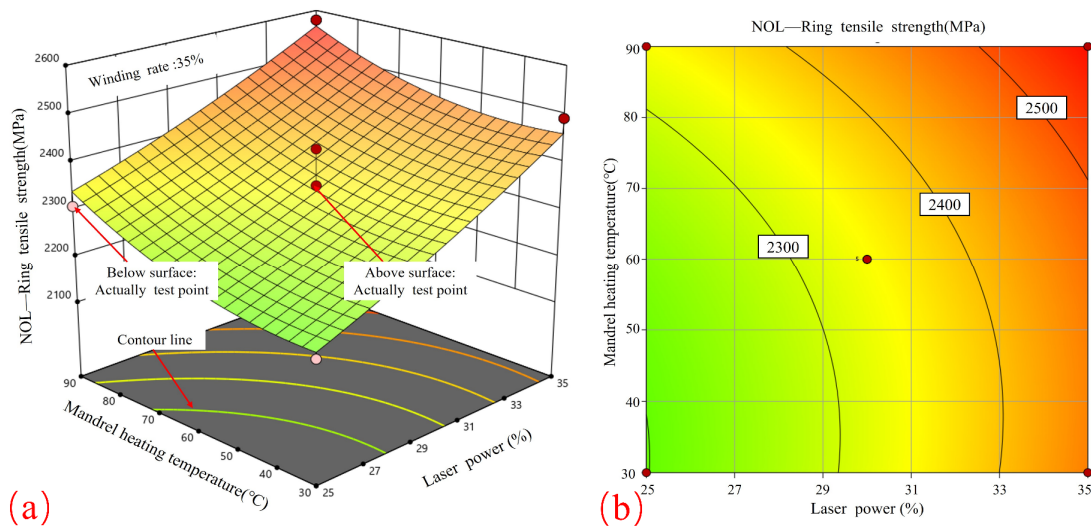 NOL—Ring tensile strength(MPa)
2600
2500
2400
2300
2200
2100
Winding rate :35%
Below surface:
Actually test point
Above surface:
Actually test point
Contour line
90
80
70
60
50
40
30
Mandrel heating temperature(℃)
25
27
29
31
33
35
Laser power (%)
(a)
NOL—Ring tensile strength(MPa)
90
80
70
60
50
40
30
Mandrel heating temperature(℃)
2500
2400
2300
25
27
29
31
33
35
Laser power (%)
(b)